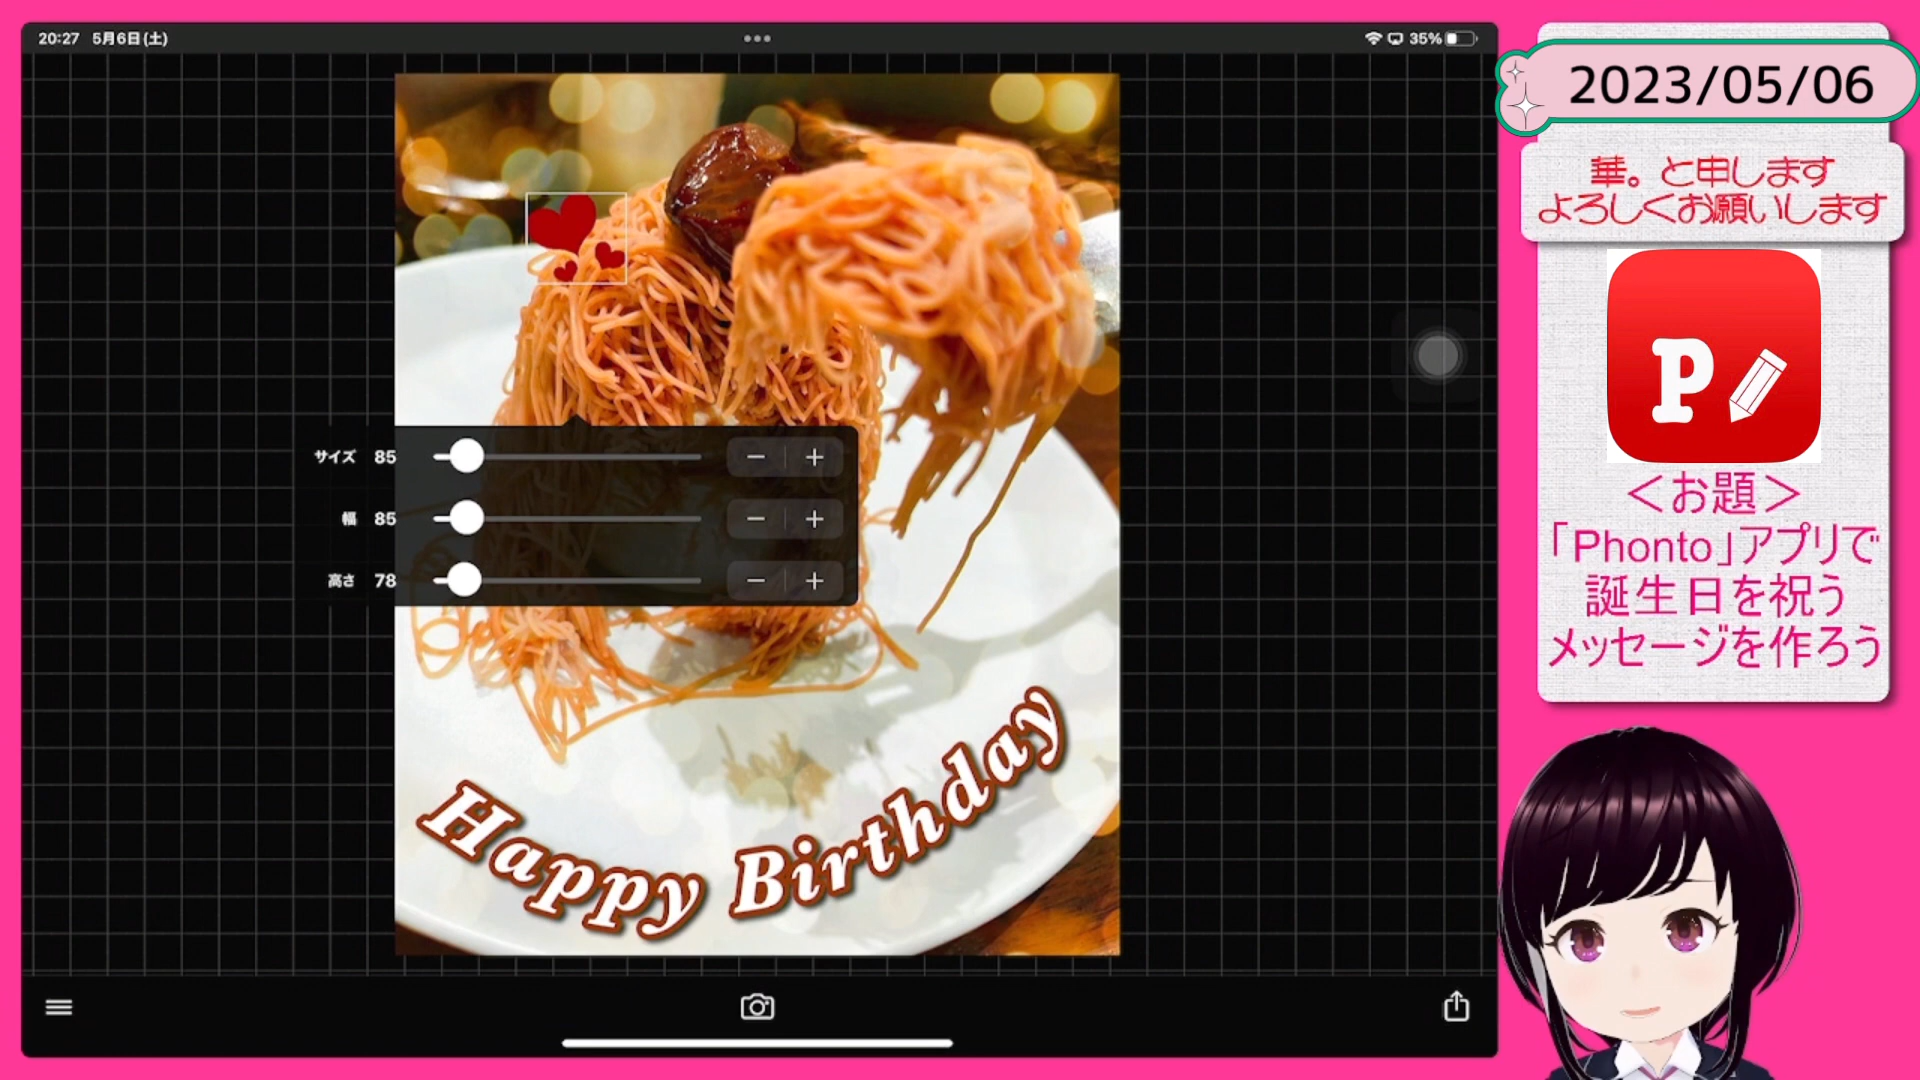 20:27 5月6日(土)
35%
サイズ 85
幅 85
高さ 78
Happy Birthday
2023/05/06
華。と申します
よろしくお願いします
P
＜お題＞
「Phonto」アプリで
誕生日を祝う
メッセージを作ろう